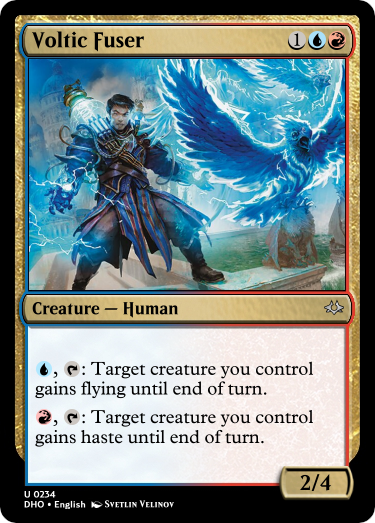 Voltic Fuser 1
Creature — Human
, : Target creature you control
gains flying until end of turn.
, : Target creature you control
gains haste until end of turn.
2/4
U 0234
DHO • English Svetlin Velinov